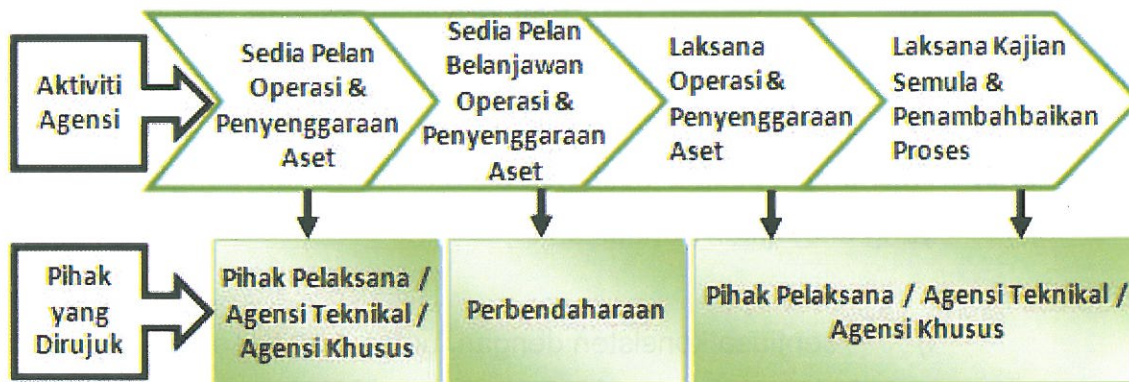 Aktiviti
Agensi
Sedia Pelan
Operasi &
Penyenggaraan
Aset
Sedia Pelan
Belanjawan
Operasi &
Penyenggaraan
Aset
Laksana
Operasi &
Penyenggaraan
Aset
Laksana Kajian
Semula &
Penambahbaikan
Proses
Pihak
yang
Dirujuk
Pihak Pelaksana /
Agensi Teknikal /
Agensi Khusus
Perbendaharaan
Pihak Pelaksana / Agensi Teknikal /
Agensi Khusus